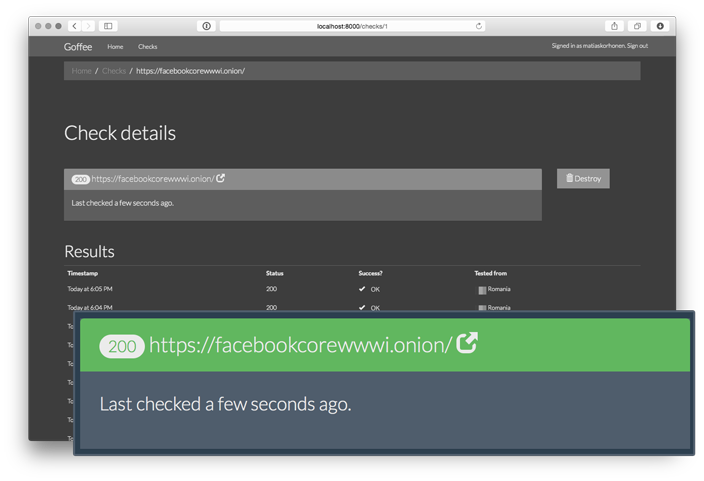 localhost:8000/checks/1
Goffee Home Checks Signed in as matiaskorhonen. Sign out
Home / Checks / https://facebookcorewwwi.onion/
Check details
200 https://facebookcorewwwi.onion/ Destroy
Last checked a few seconds ago.
Results
Timestamp Status Success? Tested from
Today at 6:05 PM 200 OK Romania
Today at 6:04 PM 200 OK Romania
200 https://facebookcorewwwi.onion/
Last checked a few seconds ago.